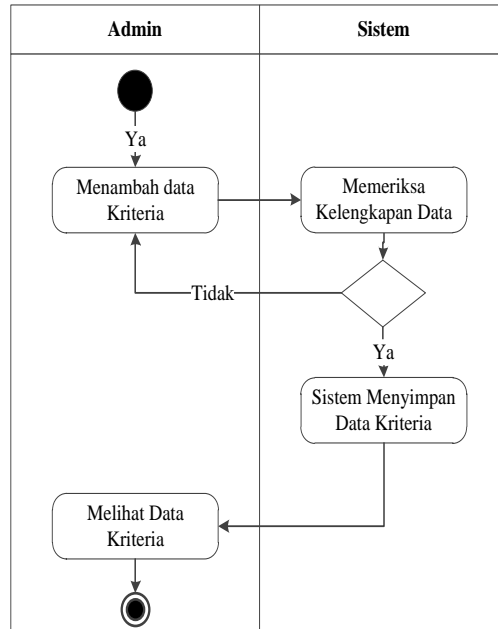 Admin
Sistem
Ya
Menambah data
Kriteria
Memeriksa
Kelengkapan Data
Tidak
Ya
Sistem Menyimpan
Data Kriteria
Melihat Data
Kriteria